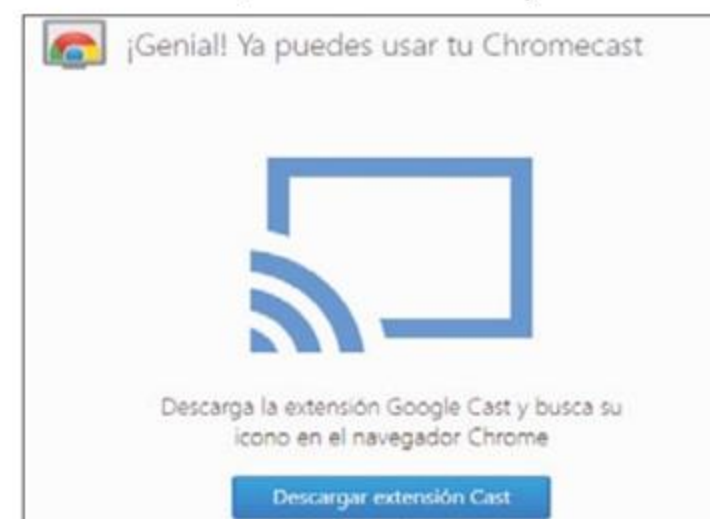 ¡Genial! Ya puedes usar tu Chromecast
Descarga la extensión Google Cast y busca su
icono en el navegador Chrome
Descargar extensión Cast